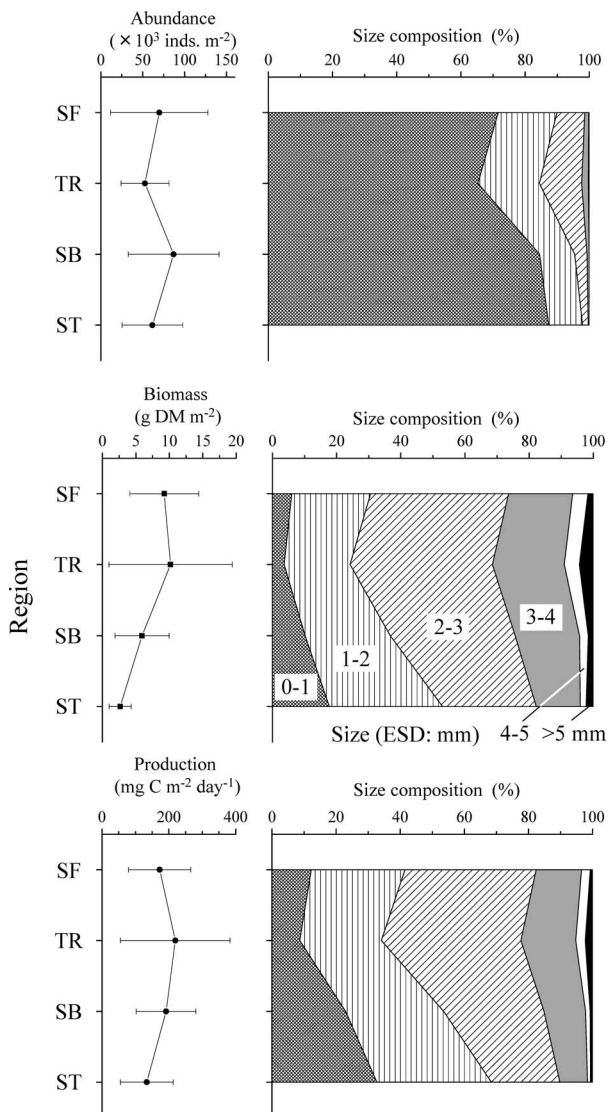 Abundance
(×10³ inds. m⁻²)
0 50 100 150
Size composition (%)
0 20 40 60 80 100
SF
TR
SB
ST
Biomass
(g DM m⁻²)
0 5 10 15 20
Size composition (%)
0 20 40 60 80 100
Region
SF
TR
SB
ST
0-1
1-2
2-3
3-4
Size (ESD: mm)
4-5
>5 mm
Production
(mg C m⁻² day⁻¹)
0 200 400
Size composition (%)
0 20 40 60 80 100
SF
TR
SB
ST